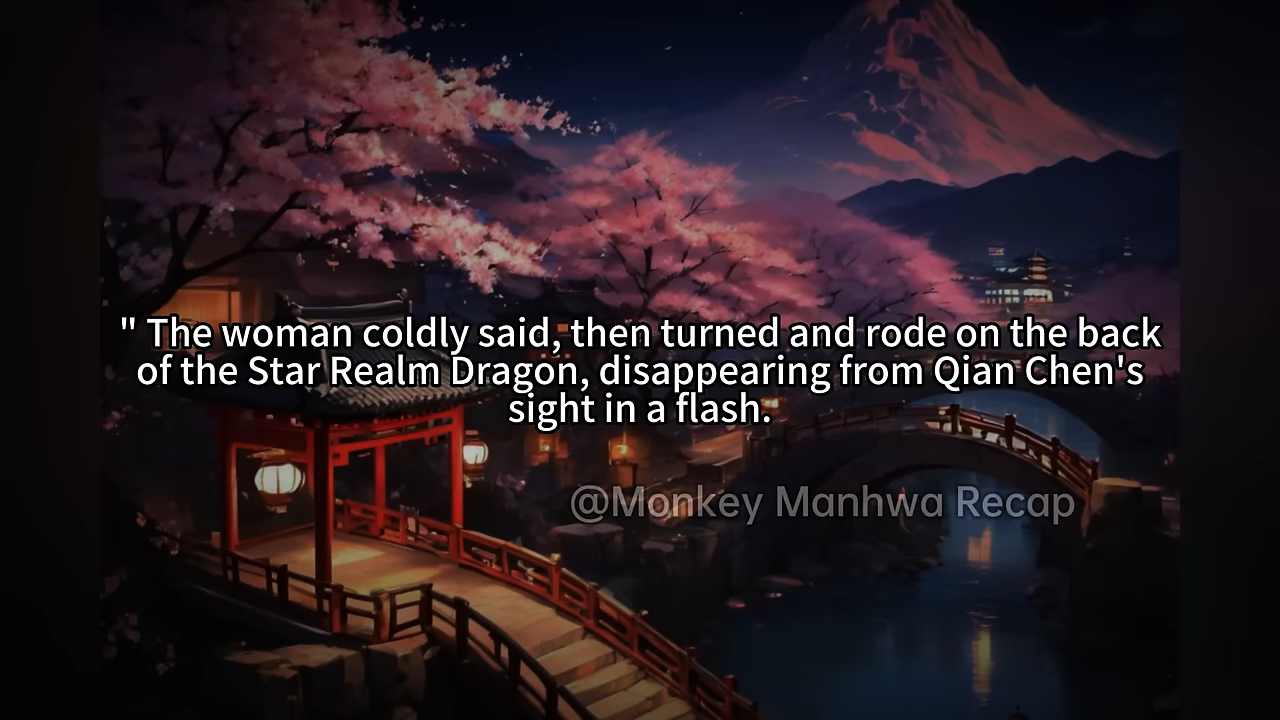 " The woman coldly said, then turned and rode on the back
of the Star Realm Dragon, disappearing from Qian Chen's
sight in a flash.
@Monkey Manhwa Recap